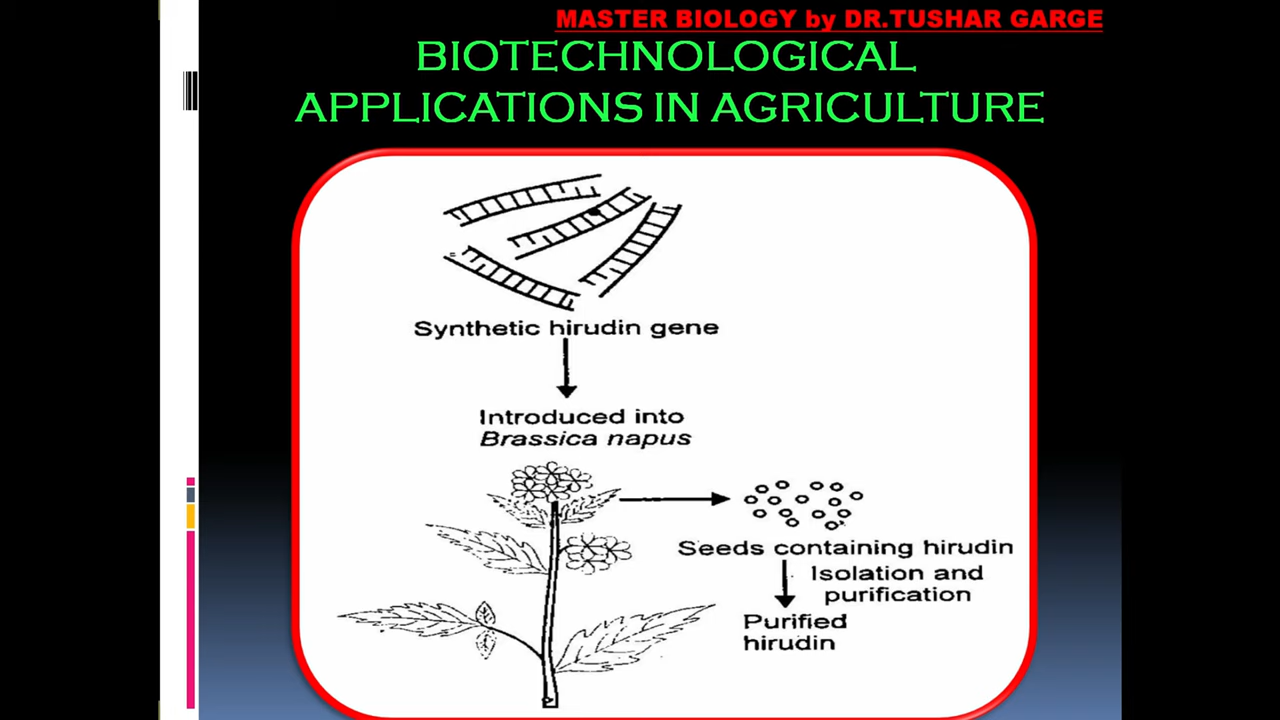 MASTER BIOLOGY by DR.TUSHAR GARGE
BIOTECHNOLOGICAL
APPLICATIONS IN AGRICULTURE
Synthetic hirudin gene
Introduced into
Brassica napus
Seeds containing hirudin
Isolation and
purification
Purified
hirudin